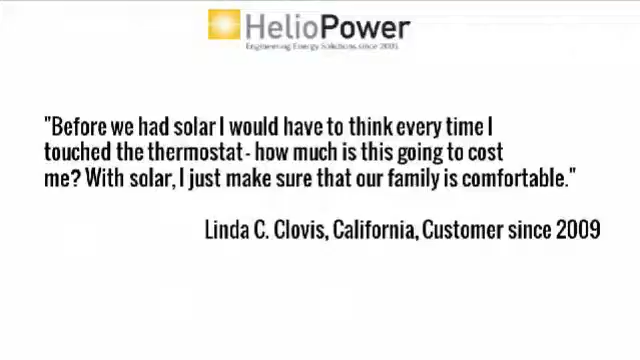 HelioPower
Engineering Energy Solutions since 2001
"Before we had solar I would have to think every time I
touched the thermostat - how much is this going to cost
me? With solar, I just make sure that our family is comfortable."
Linda C. Clovis, California, Customer since 2009